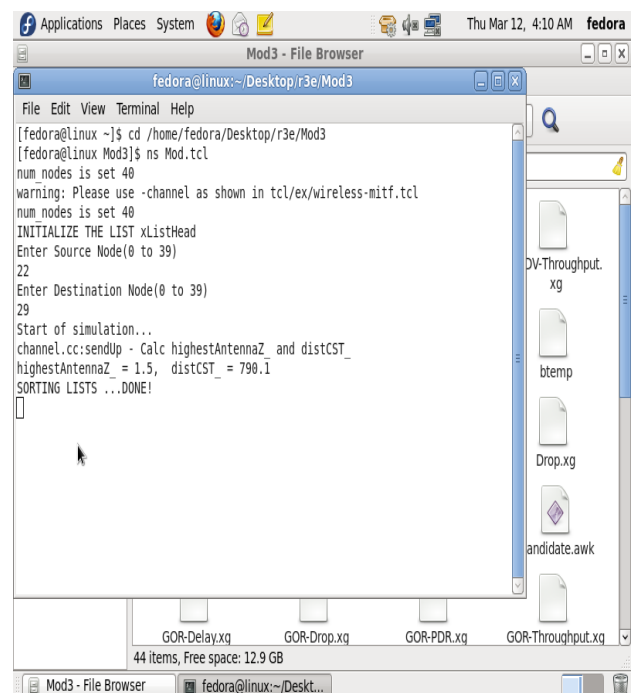 Applications Places System Thu Mar 12, 4:10 AM fedora
Mod3 - File Browser
fedora@linux:~/Desktop/r3e/Mod3
File Edit View Terminal Help
[fedora@linux ~]$ cd /home/fedora/Desktop/r3e/Mod3
[fedora@linux Mod3]$ ns Mod.tcl
num_nodes is set 40
warning: Please use -channel as shown in tcl/ex/wireless-mitf.tcl
num_nodes is set 40
INITIALIZE THE LIST xListHead
Enter Source Node(0 to 39)
22
Enter Destination Node(0 to 39)
29
Start of simulation...
channel.cc:sendUp - Calc highestAntennaZ_ and distCST_
highestAntennaZ_ = 1.5,  distCST_ = 790.1
SORTING LISTS ...DONE!
DV-Throughput.
xg
btemp
Drop.xg
andidate.awk
GOR-Delay.xg GOR-Drop.xg GOR-PDR.xg GOR-Throughput.xg
44 items, Free space: 12.9 GB
Mod3 - File Browser fedora@linux:~/Deskt...